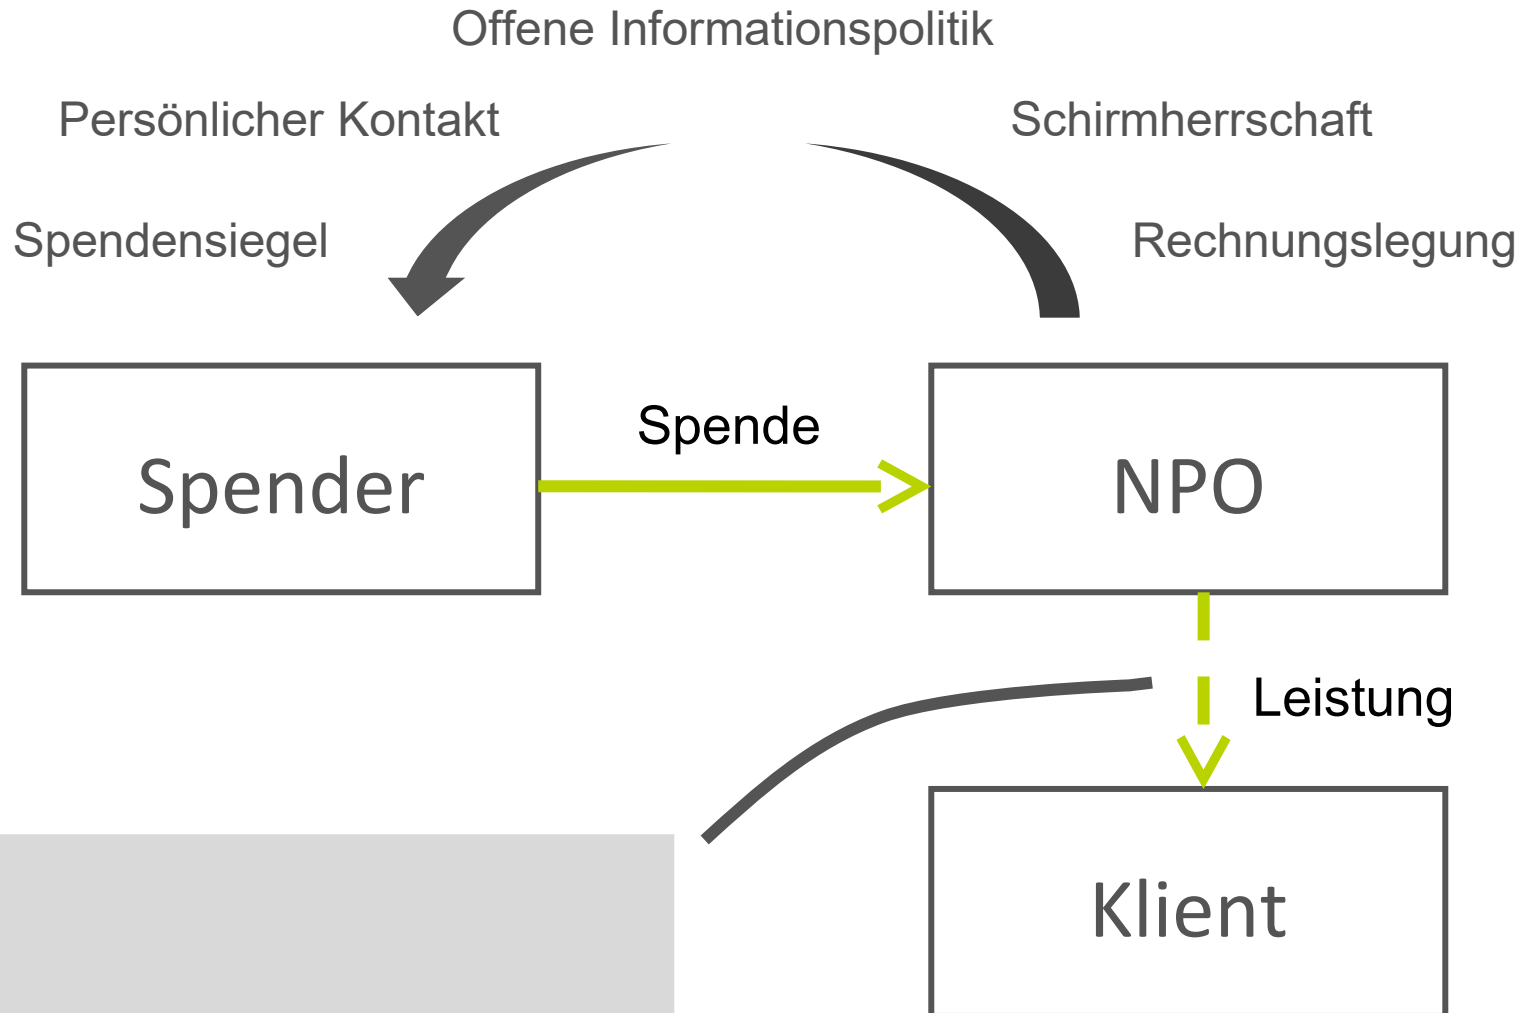 Offene Informationspolitik
Persönlicher Kontakt
Schirmherrschaft
Spendensiegel
Rechnungslegung
Spende
Spender
NPO
Leistung
Klient